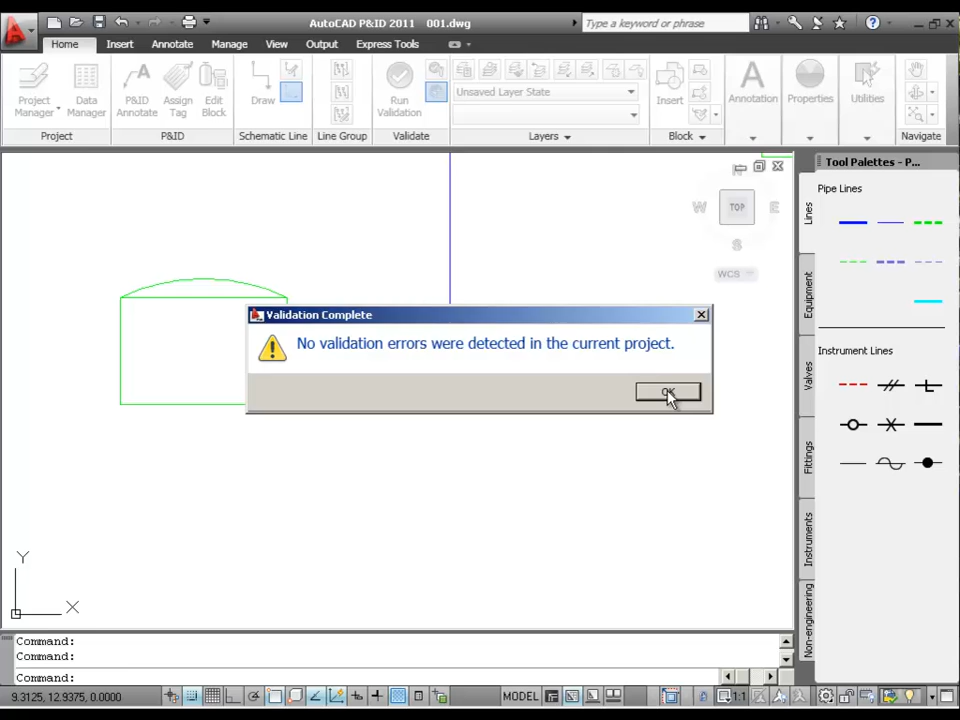 AutoCAD P&ID 2011 001.dwg
Type a keyword or phrase
Home Insert Annotate Manage View Output Express Tools
Project Manager
Data Manager
P&ID Annotate
Assign Tag
Edit Block
Draw
Run Validation
Unsaved Layer State
Insert
Annotation
Properties
Utilities
Project P&ID Schematic Line Line Group Validate Layers Block Navigate
Tool Palettes - P...
Pipe Lines
Instrument Lines
Lines
Equipment
Valves
Fittings
Instruments
Non-engineering
W TOP E
S
WCS
Validation Complete
No validation errors were detected in the current project.
OK
Y
X
Command:
Command:
Command:
9.3125, 12.9375, 0.0000
MODEL
1:1